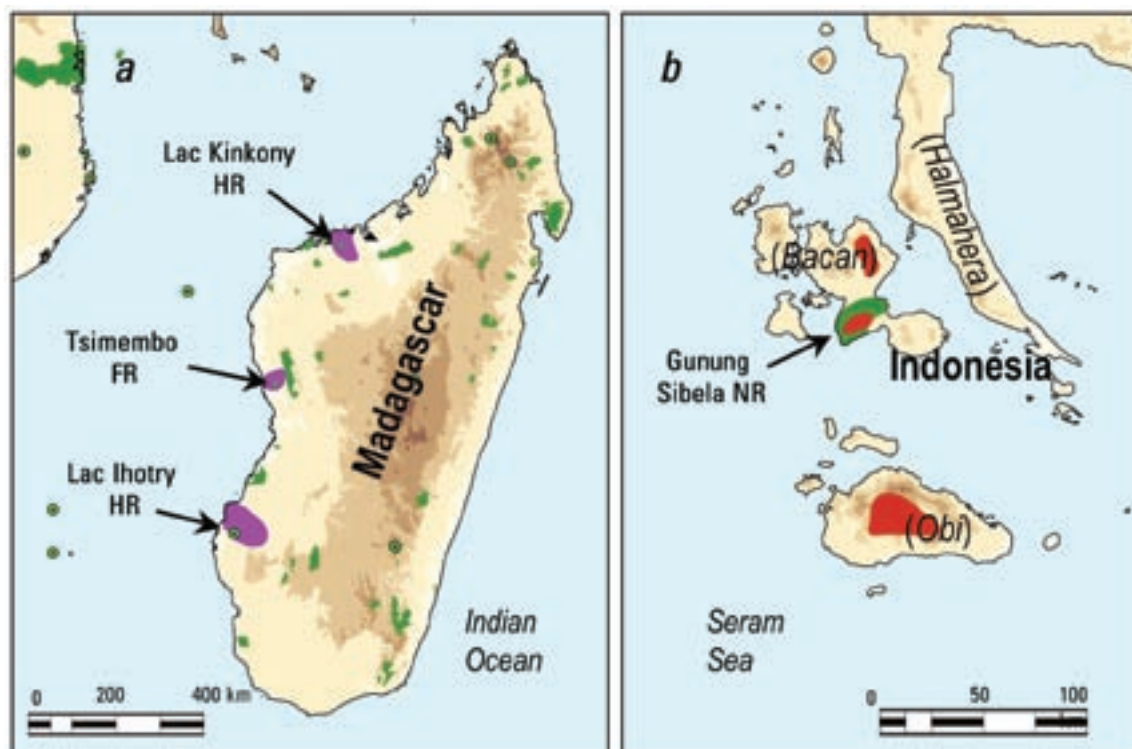 a
Lac Kinkony
HR
Tsimembo
FR
Lac Ihotry
HR
Madagascar
Indian
Ocean
0 200 400 km
b
(Halmahera)
(Bacan)
Gunung
Sibela NR
Indonesia
(Obi)
Seram
Sea
0 50 100